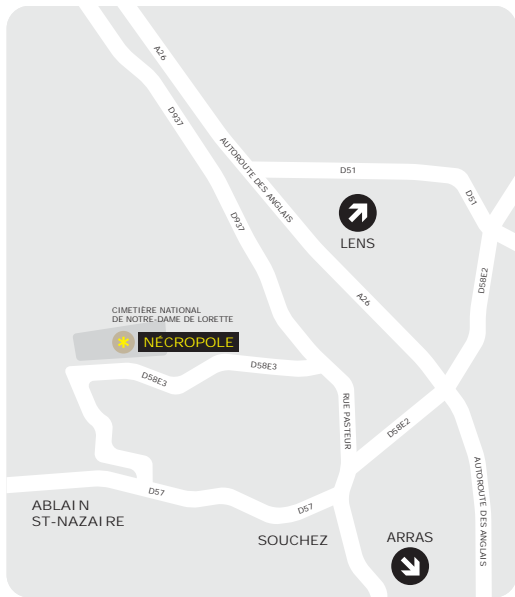 A26
D937
AUTOROUTE DES ANGLAIS
D51
D51
D937
LENS
D58E2
A26
CIMETIÈRE NATIONAL
DE NOTRE-DAME DE LORETTE
NÉCROPOLE
D58E3
D58E3
RUE PASTEUR
D58E2
AUTOROUTE DES ANGLAIS
D57
D57
ABLAIN
ST-NAZAIRE
SOUCHEZ
ARRAS